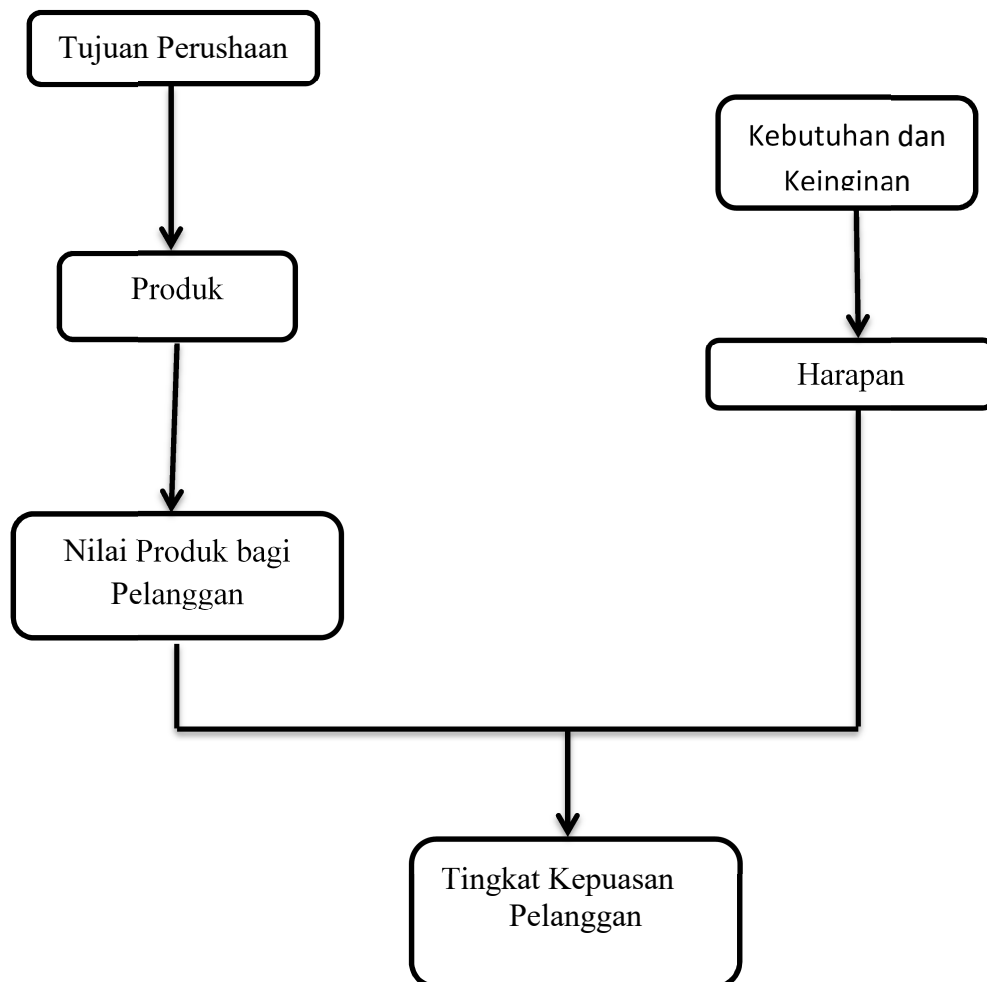 Tujuan Perushaan
Kebutuhan dan
Keinginan
Produk
Harapan
Nilai Produk bagi
Pelanggan
Tingkat Kepuasan
Pelanggan